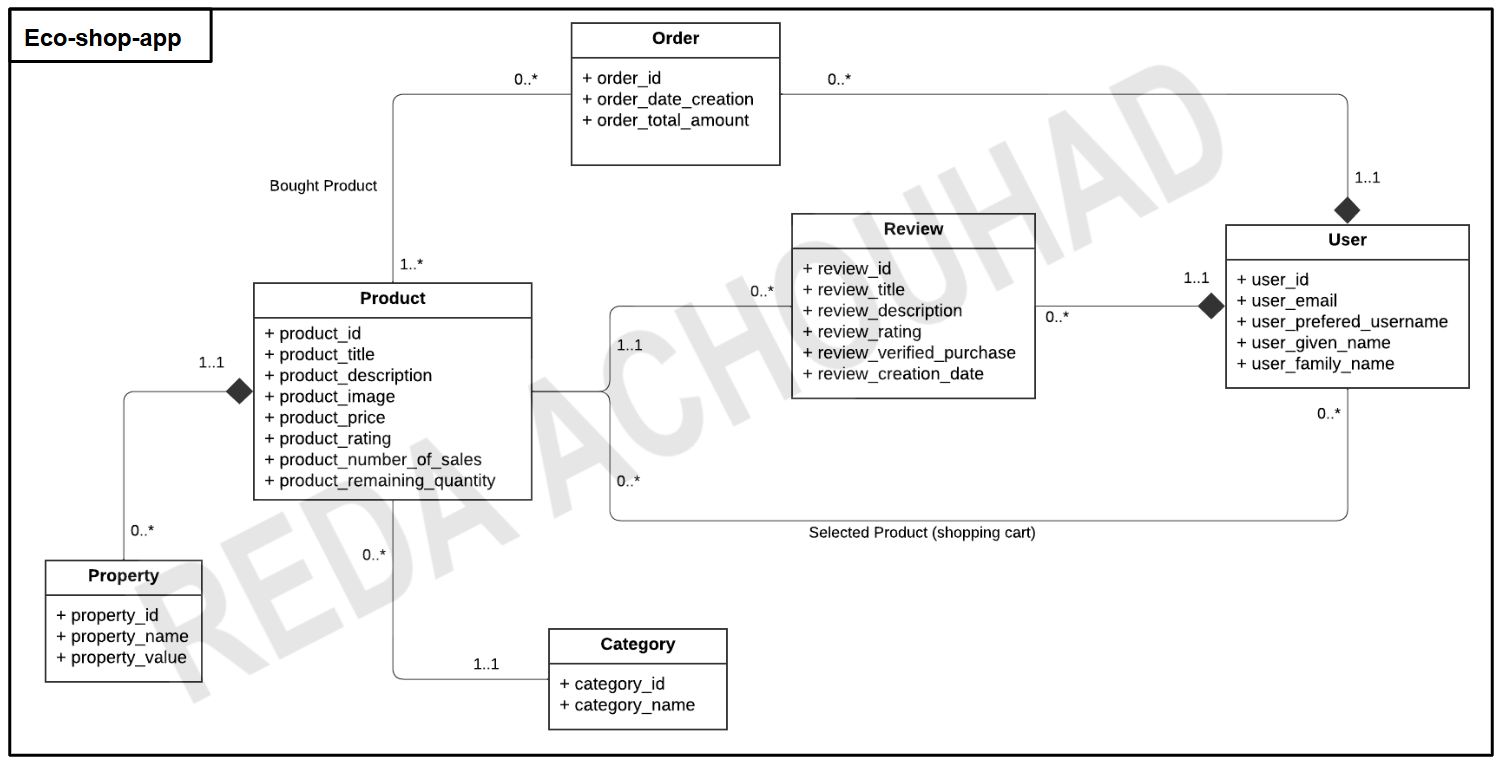 Eco-shop-app
Order
+ order_id
+ order_date_creation
+ order_total_amount
0..*
0..*
Bought Product
1..*
1..1
Review
+ review_id
+ review_title
+ review_description
+ review_rating
+ review_verified_purchase
+ review_creation_date
User
+ user_id
+ user_email
+ user_prefered_username
+ user_given_name
+ user_family_name
1..1
0..*
0..*
1..1
0..*
0..*
Selected Product (shopping cart)
Product
+ product_id
+ product_title
+ product_description
+ product_image
+ product_price
+ product_rating
+ product_number_of_sales
+ product_remaining_quantity
1..1
0..*
Property
+ property_id
+ property_name
+ property_value
0..*
1..1
Category
+ category_id
+ category_name
REDA ACHOUHAD